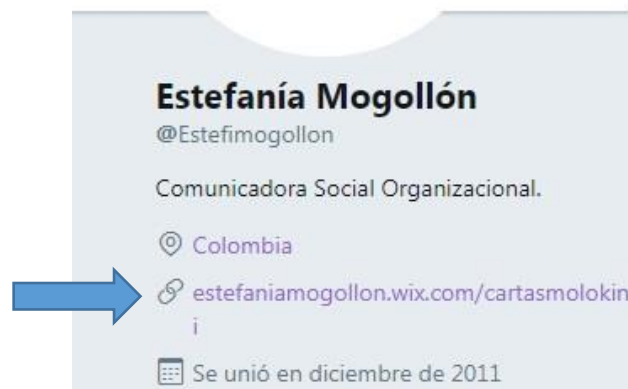 Estefanía Mogollón
@Estefimogollon
Comunicadora Social Organizacional.
Colombia
estefaniamogollon.wix.com/cartasmolokin
i
Se unió en diciembre de 2011